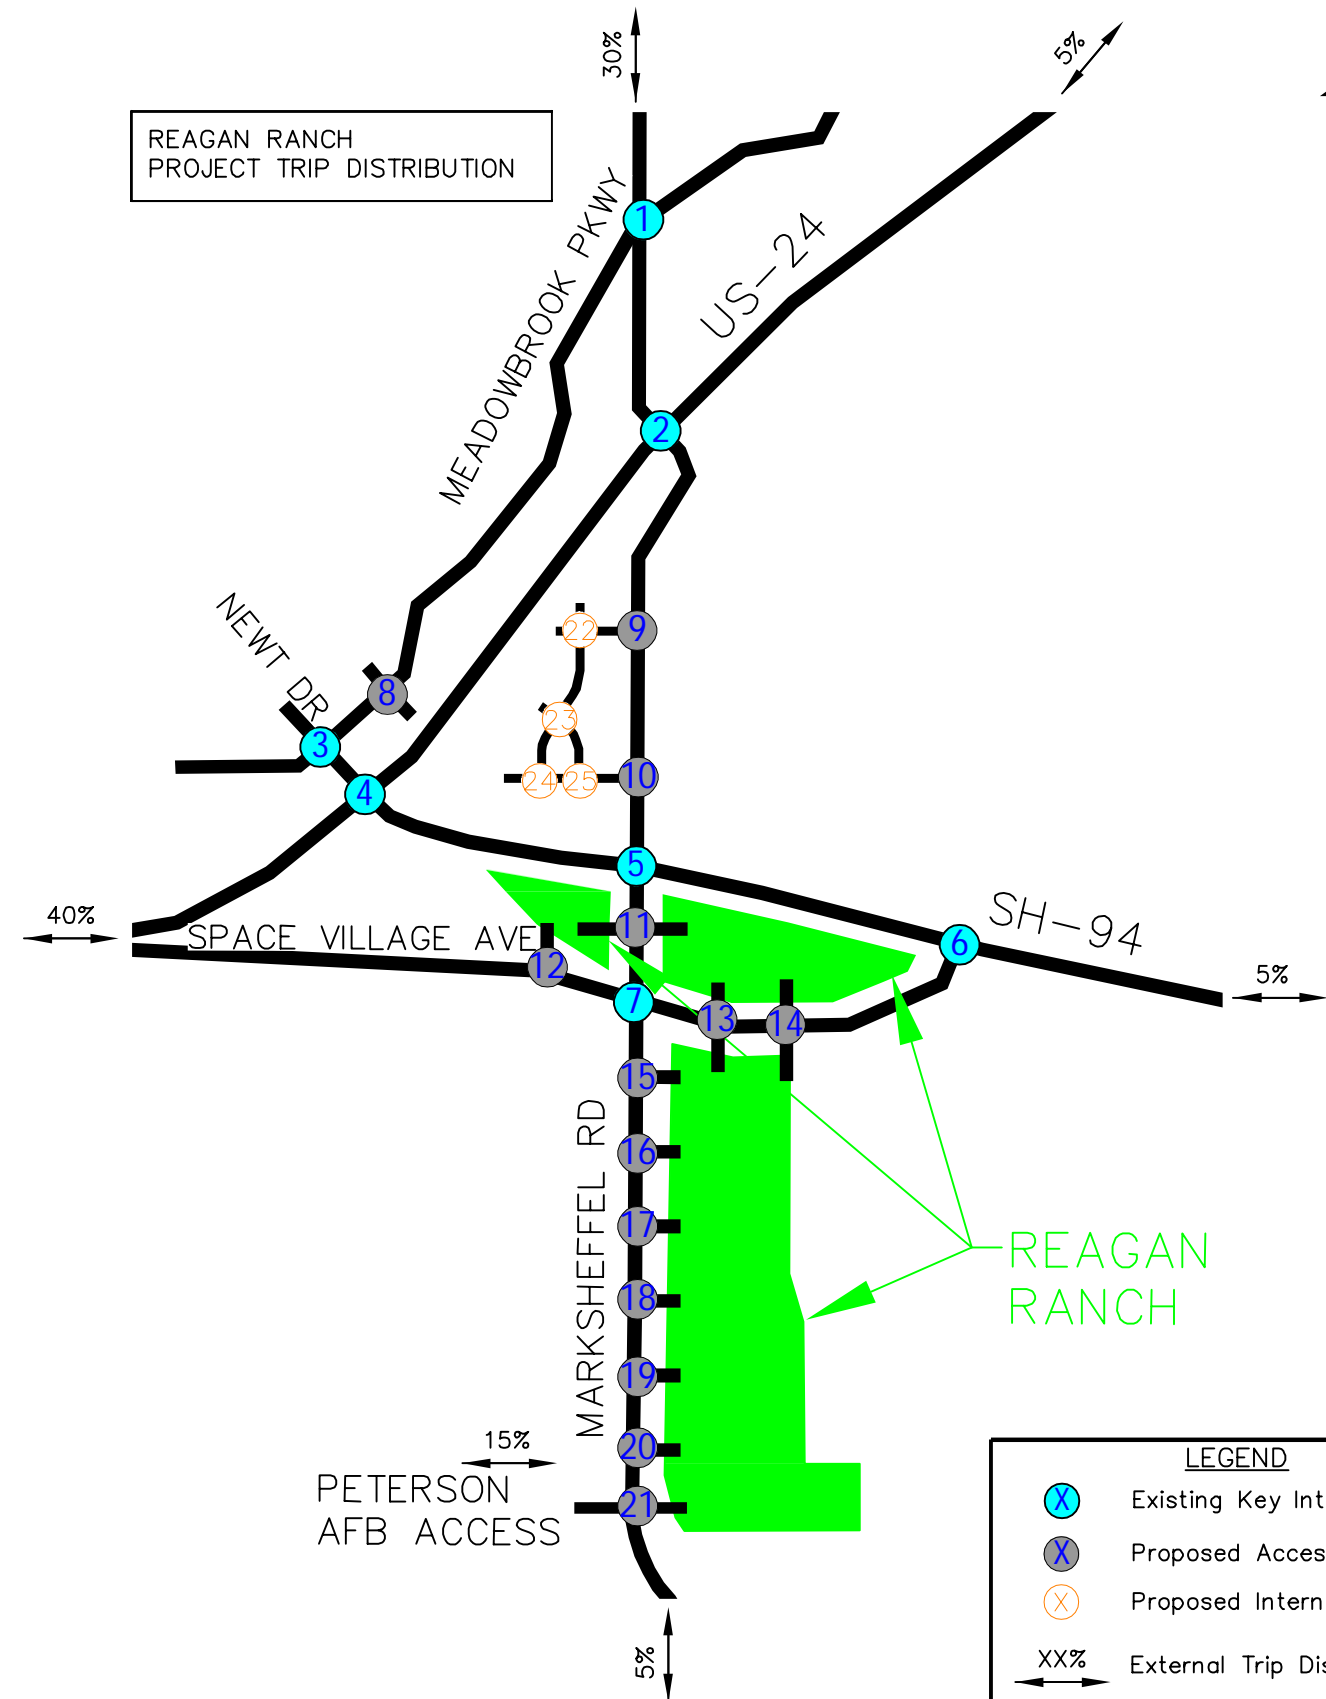 30%
5%
REAGAN RANCH
PROJECT TRIP DISTRIBUTION
1
MEADOWBROOK PKWY
US-24
2
NEWT DR
22
9
8
23
3
24
25
10
4
5
40%
SPACE VILLAGE AVE
11
SH-94
6
12
5%
7
13
14
15
MARKSHEFFEL RD
16
17
REAGAN
RANCH
18
19
15%
20
PETERSON
AFB ACCESS
21
5%
LEGEND
X Existing Key Int
X Proposed Acces
X Proposed Intern
XX% External Trip Dis